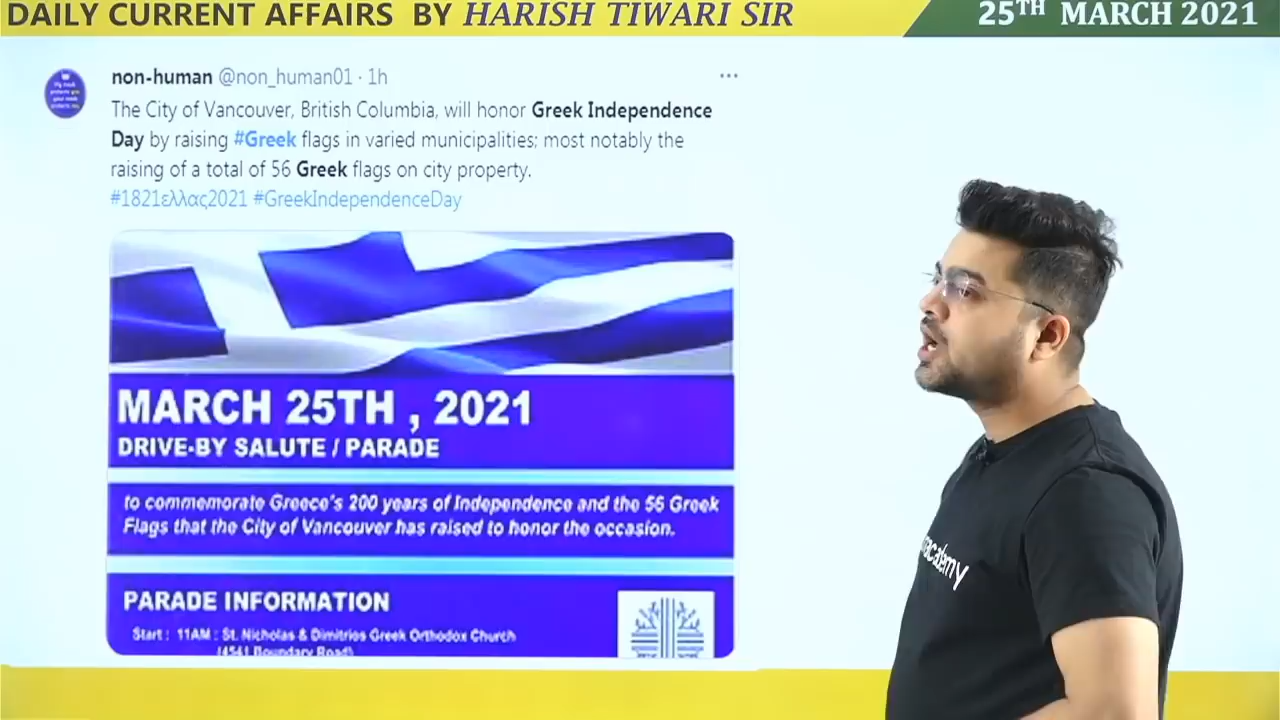 DAILY CURRENT AFFAIRS BY HARISH TIWARI SIR
25TH MARCH 2021
non-human @non_human01 · 1h
The City of Vancouver, British Columbia, will honor Greek Independence
Day by raising #Greek flags in varied municipalities; most notably the
raising of a total of 56 Greek flags on city property.
#1821ελλας2021 #GreekIndependenceDay
MARCH 25TH , 2021
DRIVE-BY SALUTE / PARADE
to commemorate Greece's 200 years of Independence and the 56 Greek
Flags that the City of Vancouver has raised to honor the occasion.
PARADE INFORMATION
Start : 11AM : St. Nicholas & Dimitrios Greek Orthodox Church
(4541 Boundary Road)